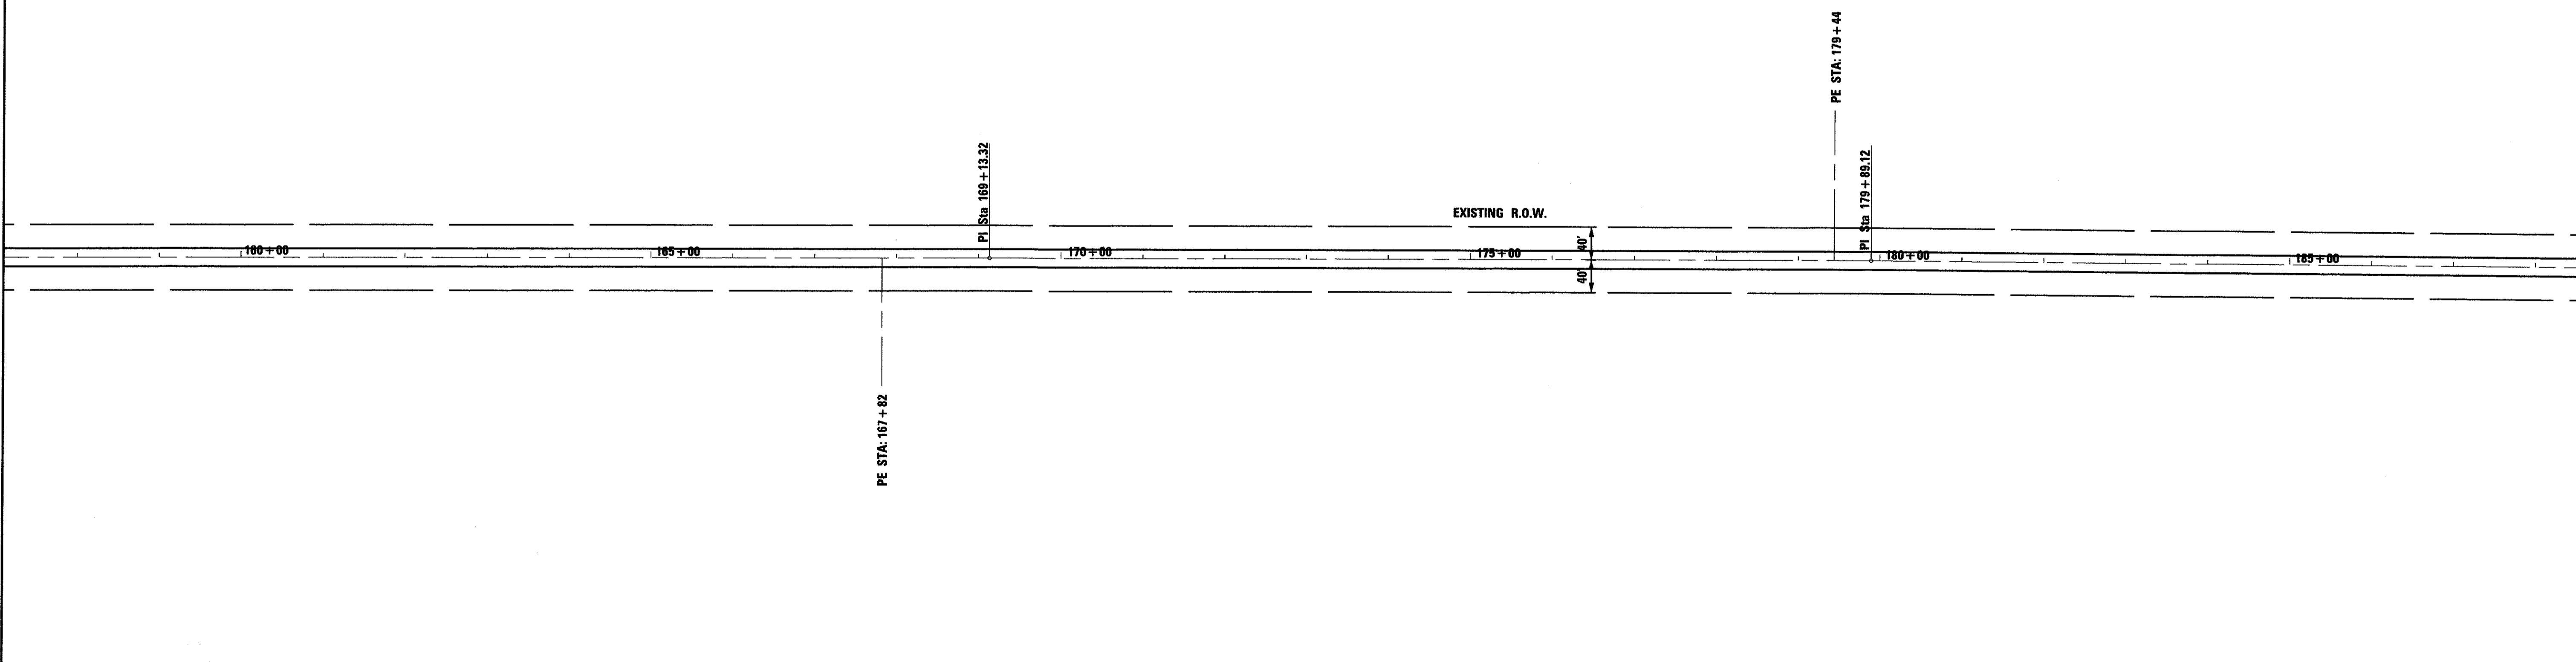 PE STA: 179+44
PI Sta 169+13.32
PI Sta 179+89.12
EXISTING R.O.W.
40'
40'
160+00
165+00
170+00
175+00
180+00
185+00
PE STA: 167+82